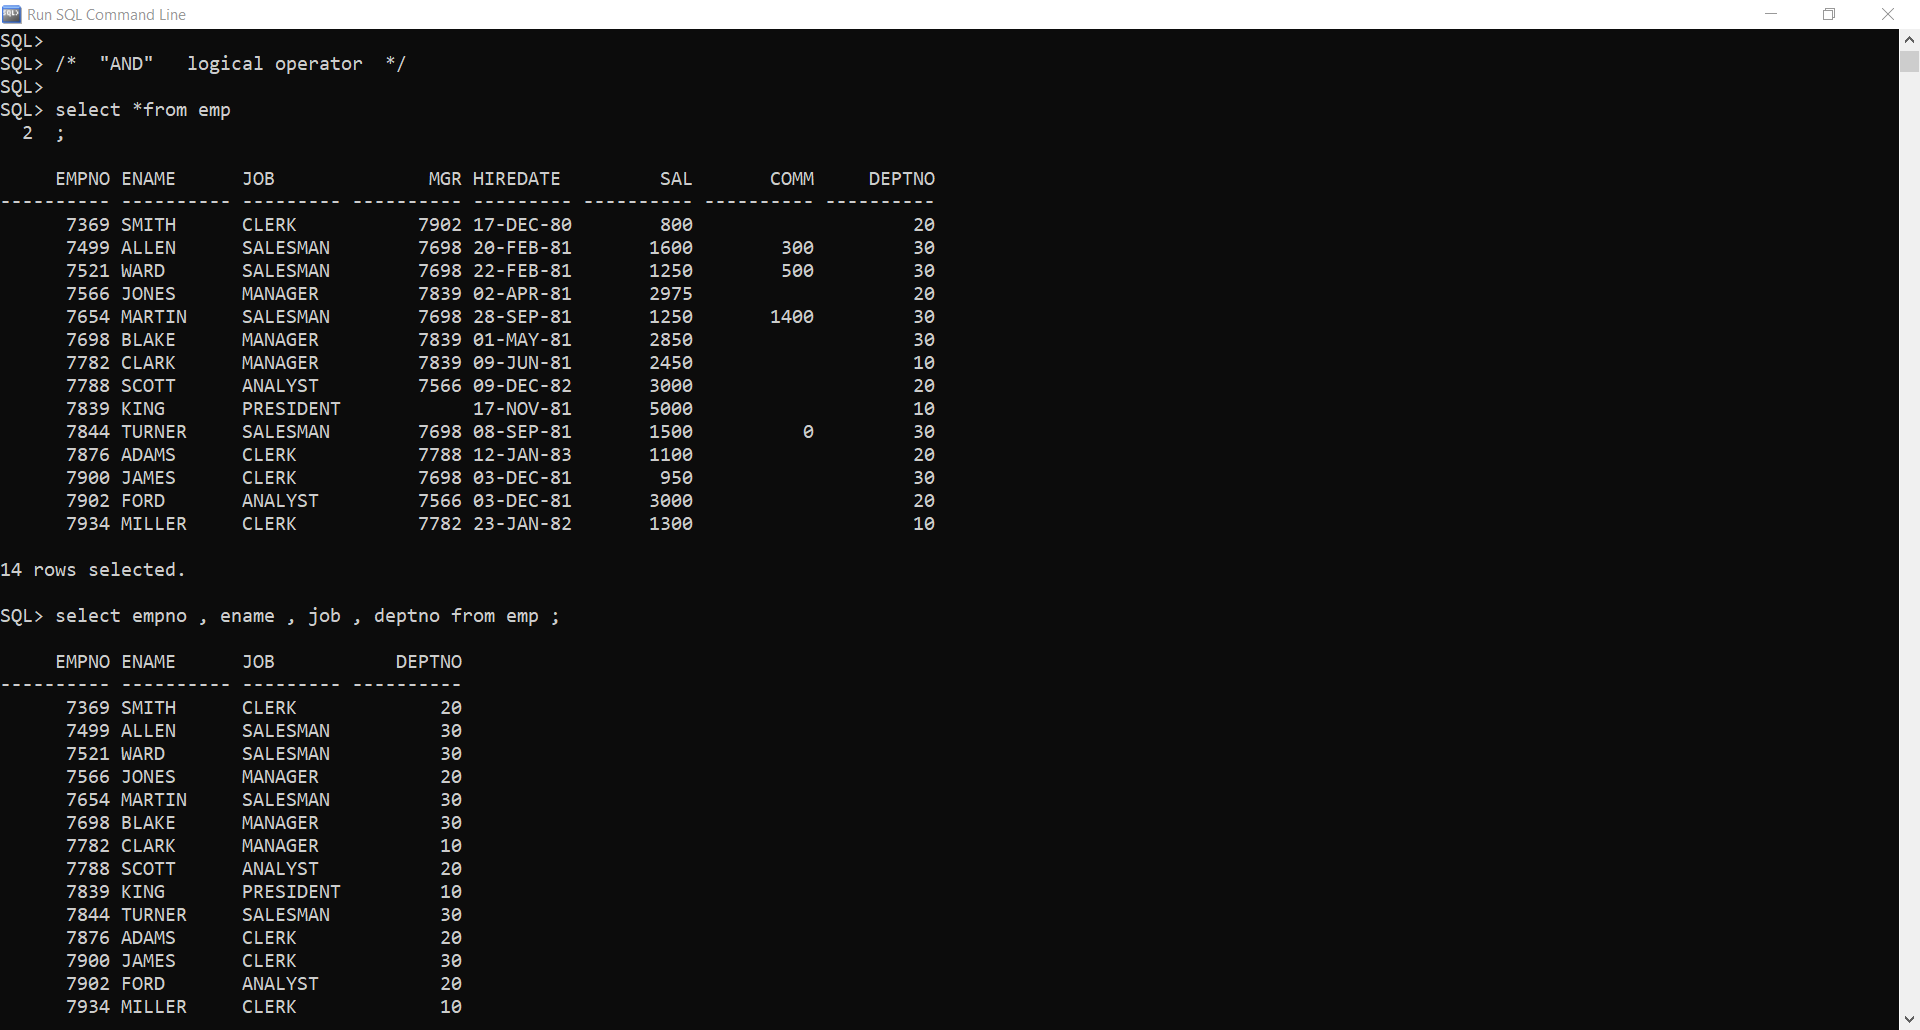 Run SQL Command Line
SQL>
SQL> /*  "AND"   logical operator  */
SQL>
SQL> select *from emp
  2  ;

     EMPNO ENAME      JOB              MGR HIREDATE         SAL       COMM     DEPTNO
---------- ---------- --------- ---------- --------- ---------- ---------- ----------
      7369 SMITH      CLERK           7902 17-DEC-80        800                    20
      7499 ALLEN      SALESMAN        7698 20-FEB-81       1600        300         30
      7521 WARD       SALESMAN        7698 22-FEB-81       1250        500         30
      7566 JONES      MANAGER         7839 02-APR-81       2975                    20
      7654 MARTIN     SALESMAN        7698 28-SEP-81       1250       1400         30
      7698 BLAKE      MANAGER         7839 01-MAY-81       2850                    30
      7782 CLARK      MANAGER         7839 09-JUN-81       2450                    10
      7788 SCOTT      ANALYST         7566 09-DEC-82       3000                    20
      7839 KING       PRESIDENT            17-NOV-81       5000                    10
      7844 TURNER     SALESMAN        7698 08-SEP-81       1500          0         30
      7876 ADAMS      CLERK           7788 12-JAN-83       1100                    20
      7900 JAMES      CLERK           7698 03-DEC-81        950                    30
      7902 FORD       ANALYST         7566 03-DEC-81       3000                    20
      7934 MILLER     CLERK           7782 23-JAN-82       1300                    10

14 rows selected.

SQL> select empno , ename , job , deptno from emp ;

     EMPNO ENAME      JOB           DEPTNO
---------- ---------- --------- ----------
      7369 SMITH      CLERK             20
      7499 ALLEN      SALESMAN          30
      7521 WARD       SALESMAN          30
      7566 JONES      MANAGER           20
      7654 MARTIN     SALESMAN          30
      7698 BLAKE      MANAGER           30
      7782 CLARK      MANAGER           10
      7788 SCOTT      ANALYST           20
      7839 KING       PRESIDENT         10
      7844 TURNER     SALESMAN          30
      7876 ADAMS      CLERK             20
      7900 JAMES      CLERK             30
      7902 FORD       ANALYST           20
      7934 MILLER     CLERK             10